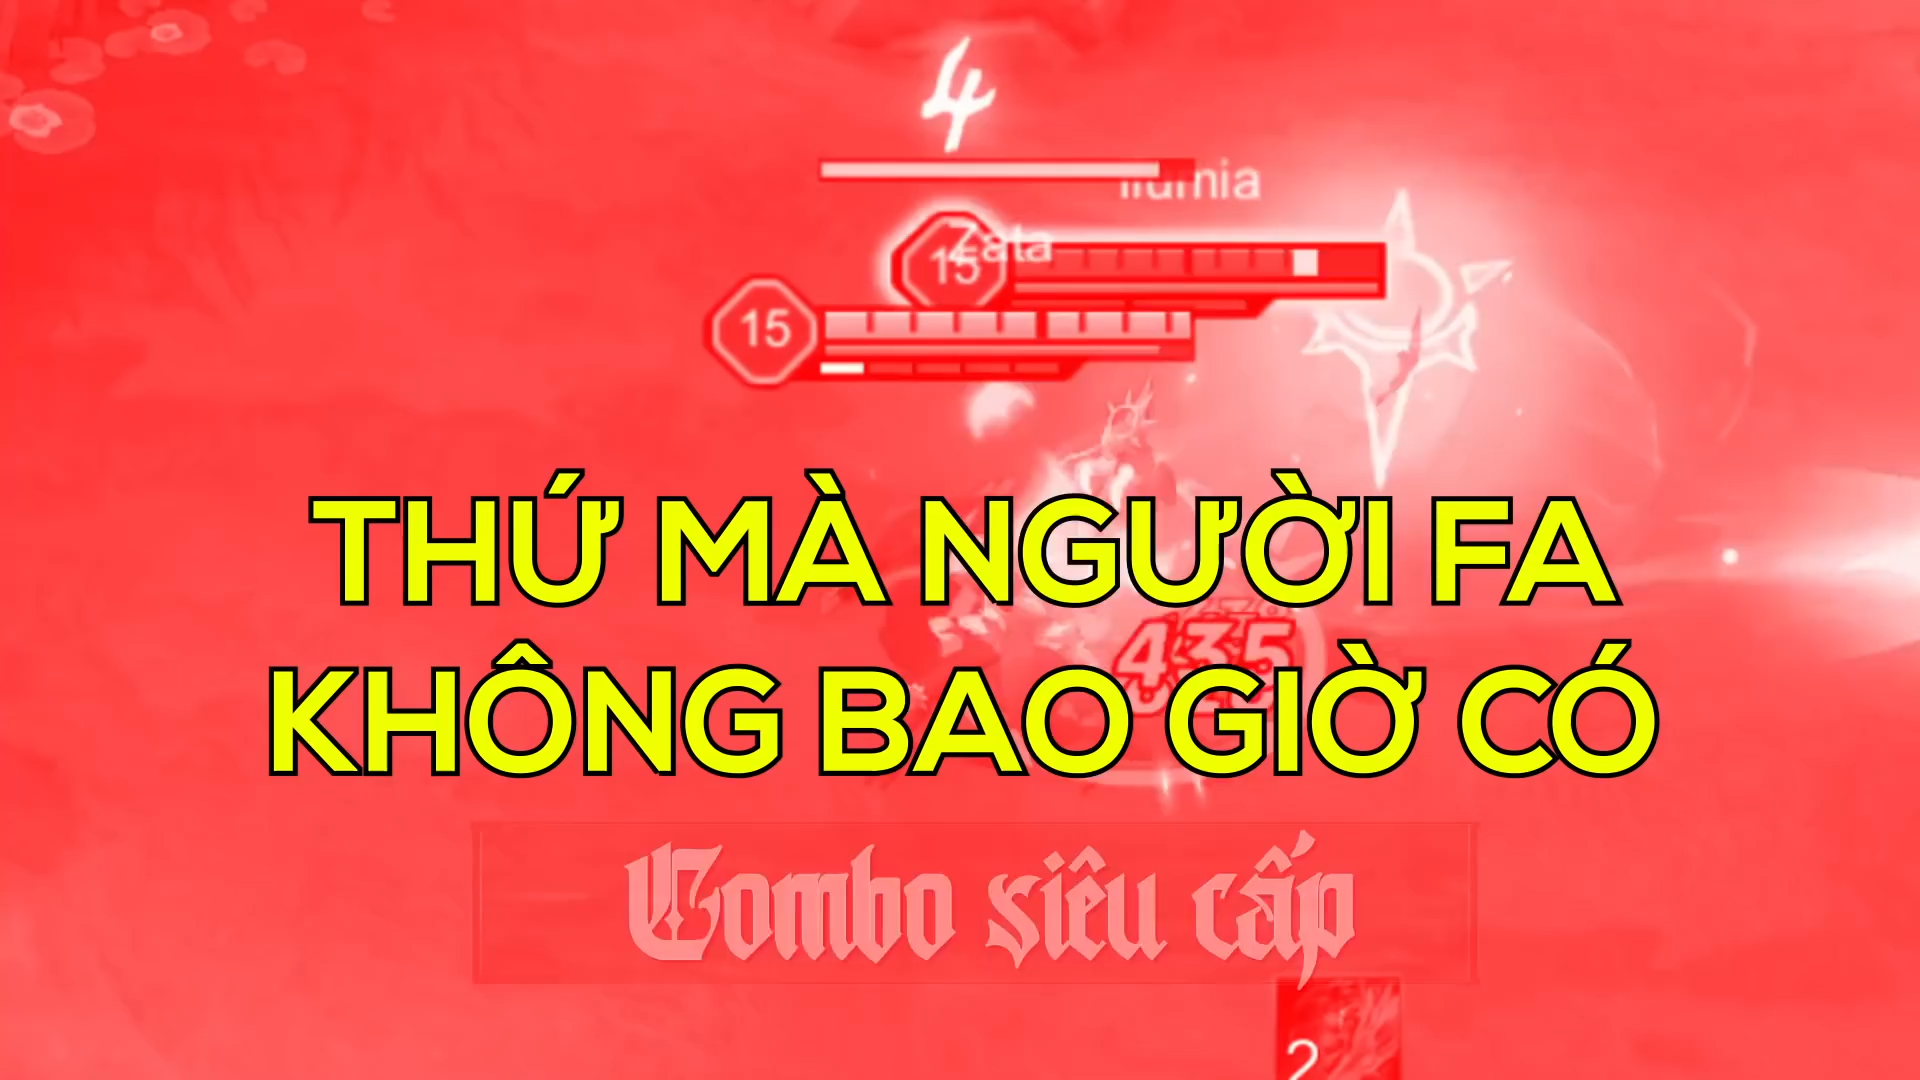 4
Zata
15
15
THỨ MÀ NGƯỜI FA
435
KHÔNG BAO GIỜ CÓ
Combo siêu cấp
2